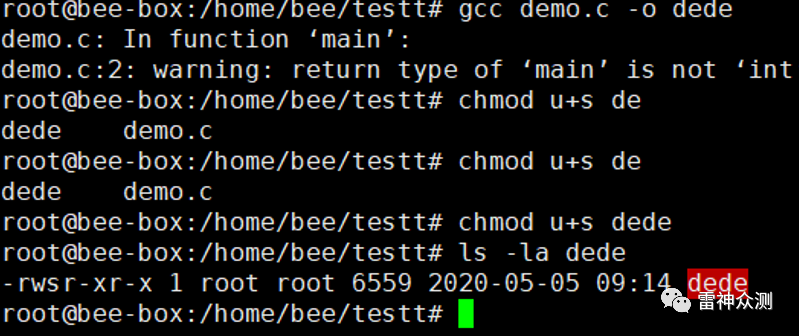 root@bee-box:/home/bee/testt# gcc demo.c -o dede
demo.c: In function ‘main’:
demo.c:2: warning: return type of ‘main’ is not ‘int
root@bee-box:/home/bee/testt# chmod u+s de
dede    demo.c
root@bee-box:/home/bee/testt# chmod u+s de
dede    demo.c
root@bee-box:/home/bee/testt# chmod u+s dede
root@bee-box:/home/bee/testt# ls -la dede
-rwsr-xr-x 1 root root 6559 2020-05-05 09:14 dede
root@bee-box:/home/bee/testt#
雷神众测